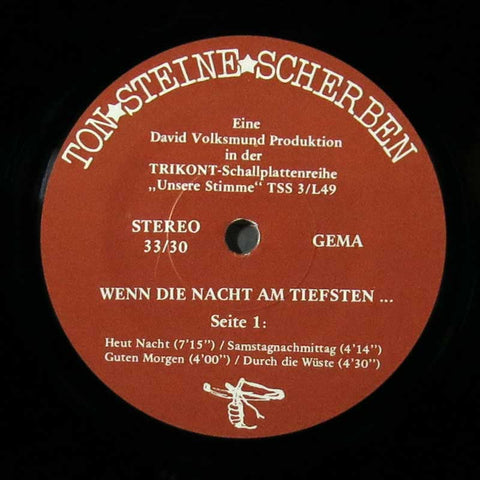 TON★STEINE★SCHERBEN
Eine
David Volksmund Produktion
in der
TRIKONT-Schallplattenreihe
„Unsere Stimme“ TSS 3/L49
STEREO
33/30
GEMA
WENN DIE NACHT AM TIEFSTEN ...
Seite 1:
Heut Nacht (7'15”) / Samstagnachmittag (4'14”)
Guten Morgen (4'00”) / Durch die Wüste (4'30”)